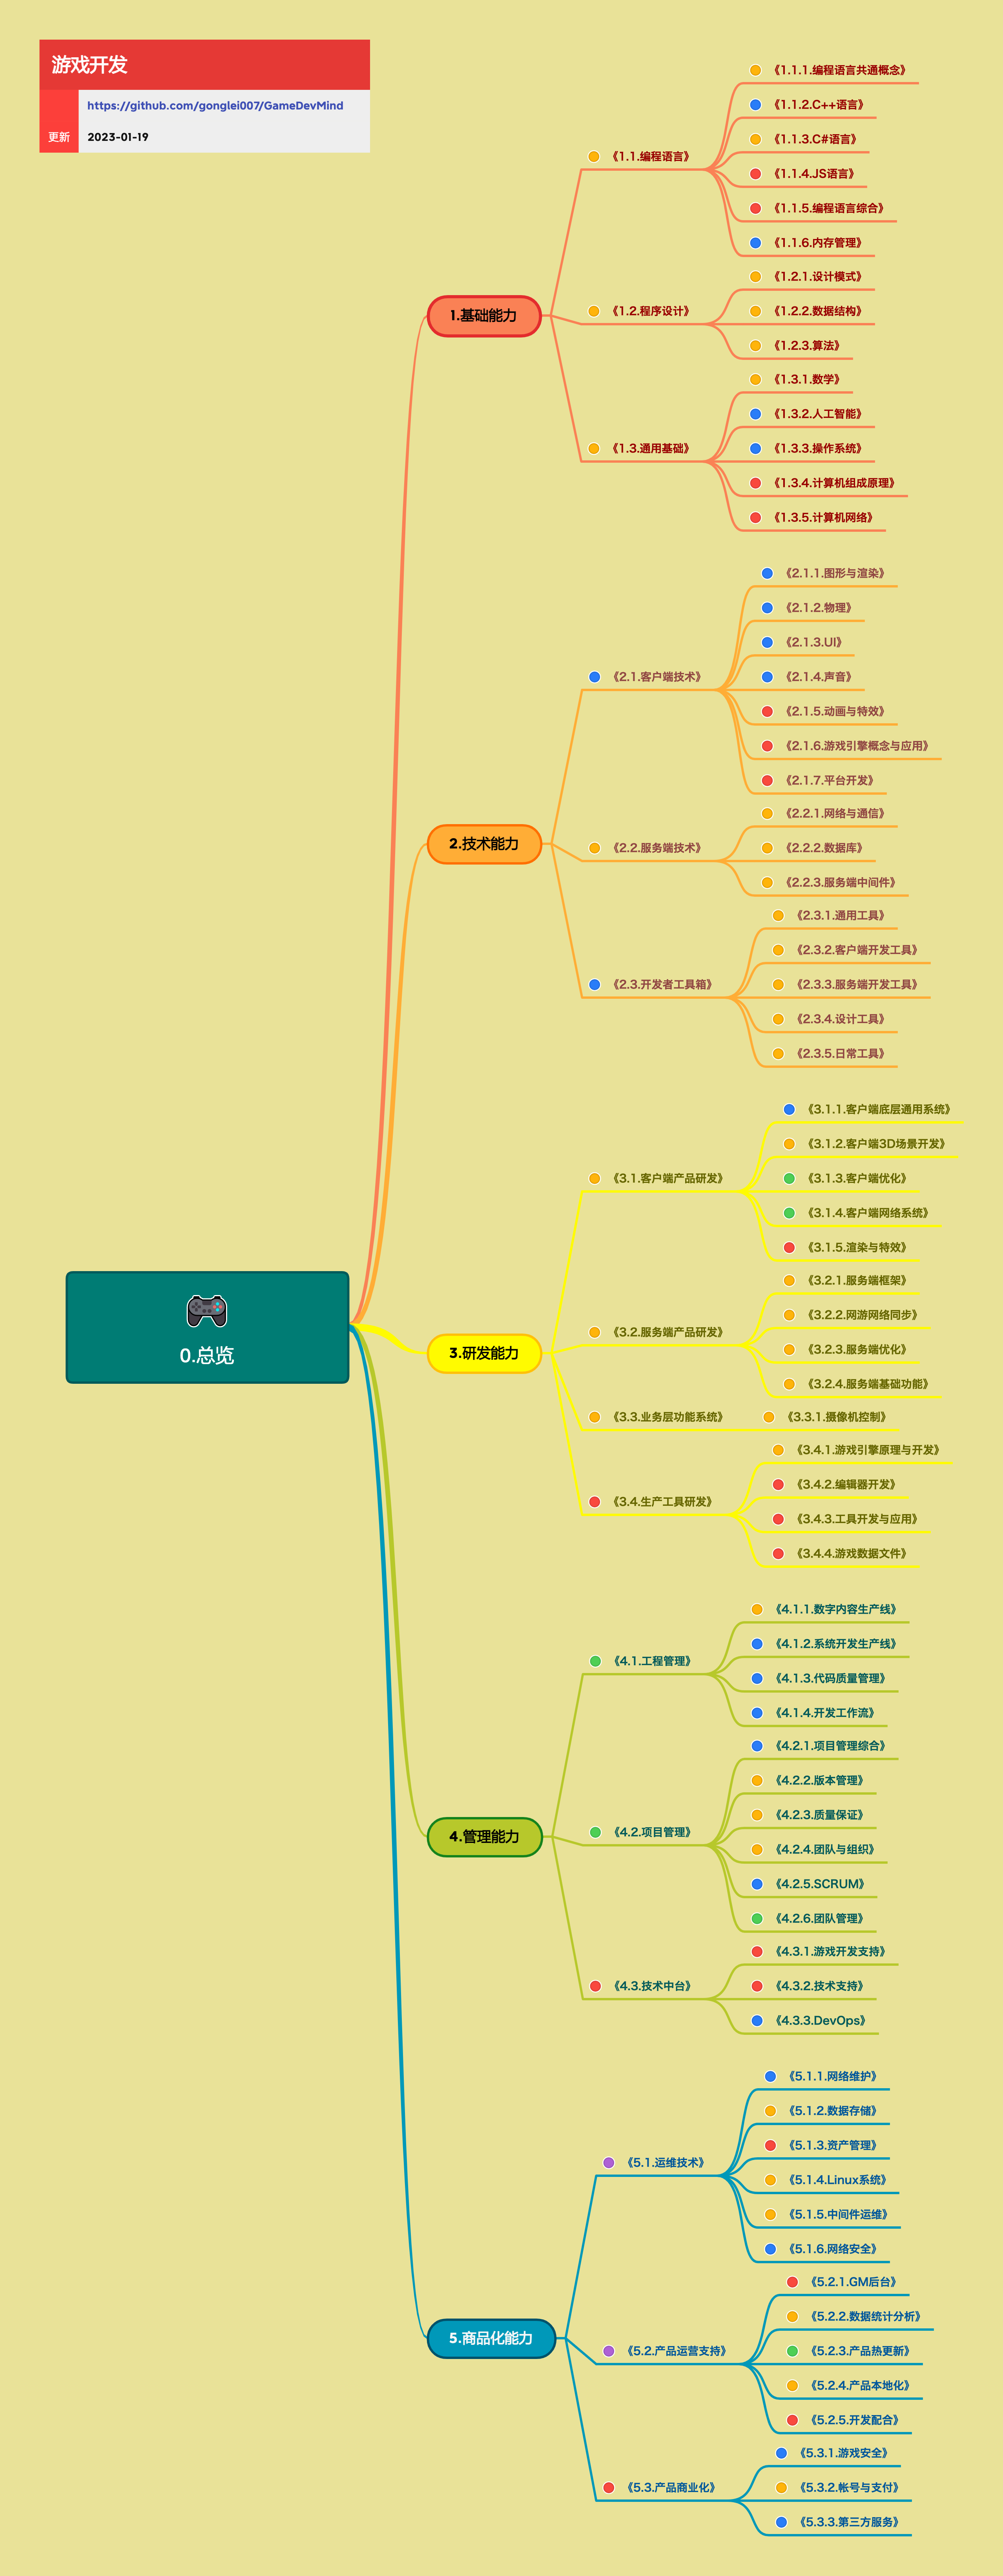 游戏开发
https://github.com/gonglei007/GameDevMind
更新 2023-01-19
0.总览
1.基础能力
《1.1.编程语言》
《1.1.1.编程语言共通概念》
《1.1.2.C++语言》
《1.1.3.C#语言》
《1.1.4.JS语言》
《1.1.5.编程语言综合》
《1.1.6.内存管理》
《1.2.程序设计》
《1.2.1.设计模式》
《1.2.2.数据结构》
《1.2.3.算法》
《1.3.通用基础》
《1.3.1.数学》
《1.3.2.人工智能》
《1.3.3.操作系统》
《1.3.4.计算机组成原理》
《1.3.5.计算机网络》
2.技术能力
《2.1.客户端技术》
《2.1.1.图形与渲染》
《2.1.2.物理》
《2.1.3.UI》
《2.1.4.声音》
《2.1.5.动画与特效》
《2.1.6.游戏引擎概念与应用》
《2.1.7.平台开发》
《2.2.服务端技术》
《2.2.1.网络与通信》
《2.2.2.数据库》
《2.2.3.服务端中间件》
《2.3.开发者工具箱》
《2.3.1.通用工具》
《2.3.2.客户端开发工具》
《2.3.3.服务端开发工具》
《2.3.4.设计工具》
《2.3.5.日常工具》
3.研发能力
《3.1.客户端产品研发》
《3.1.1.客户端底层通用系统》
《3.1.2.客户端3D场景开发》
《3.1.3.客户端优化》
《3.1.4.客户端网络系统》
《3.1.5.渲染与特效》
《3.2.服务端产品研发》
《3.2.1.服务端框架》
《3.2.2.网游网络同步》
《3.2.3.服务端优化》
《3.2.4.服务端基础功能》
《3.3.业务层功能系统》
《3.3.1.摄像机控制》
《3.4.生产工具研发》
《3.4.1.游戏引擎原理与开发》
《3.4.2.编辑器开发》
《3.4.3.工具开发与应用》
《3.4.4.游戏数据文件》
4.管理能力
《4.1.工程管理》
《4.1.1.数字内容生产线》
《4.1.2.系统开发生产线》
《4.1.3.代码质量管理》
《4.1.4.开发工作流》
《4.2.项目管理》
《4.2.1.项目管理综合》
《4.2.2.版本管理》
《4.2.3.质量保证》
《4.2.4.团队与组织》
《4.2.5.SCRUM》
《4.2.6.团队管理》
《4.3.技术中台》
《4.3.1.游戏开发支持》
《4.3.2.技术支持》
《4.3.3.DevOps》
5.商品化能力
《5.1.运维技术》
《5.1.1.网络维护》
《5.1.2.数据存储》
《5.1.3.资产管理》
《5.1.4.Linux系统》
《5.1.5.中间件运维》
《5.1.6.网络安全》
《5.2.产品运营支持》
《5.2.1.GM后台》
《5.2.2.数据统计分析》
《5.2.3.产品热更新》
《5.2.4.产品本地化》
《5.2.5.开发配合》
《5.3.产品商业化》
《5.3.1.游戏安全》
《5.3.2.帐号与支付》
《5.3.3.第三方服务》